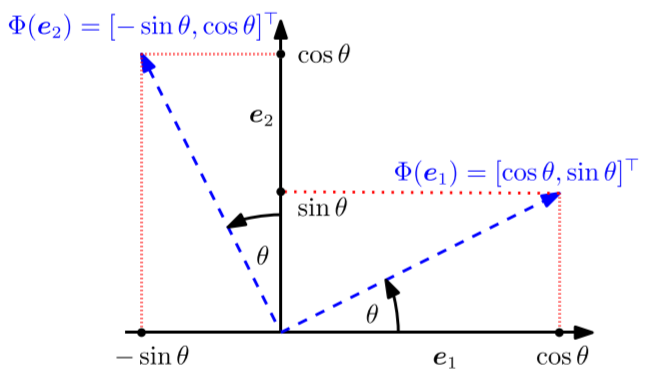 Φ(e₂) = [− sin θ, cos θ]⊤
cos θ
e₂
Φ(e₁) = [cos θ, sin θ]⊤
sin θ
θ
θ
− sin θ
e₁
cos θ